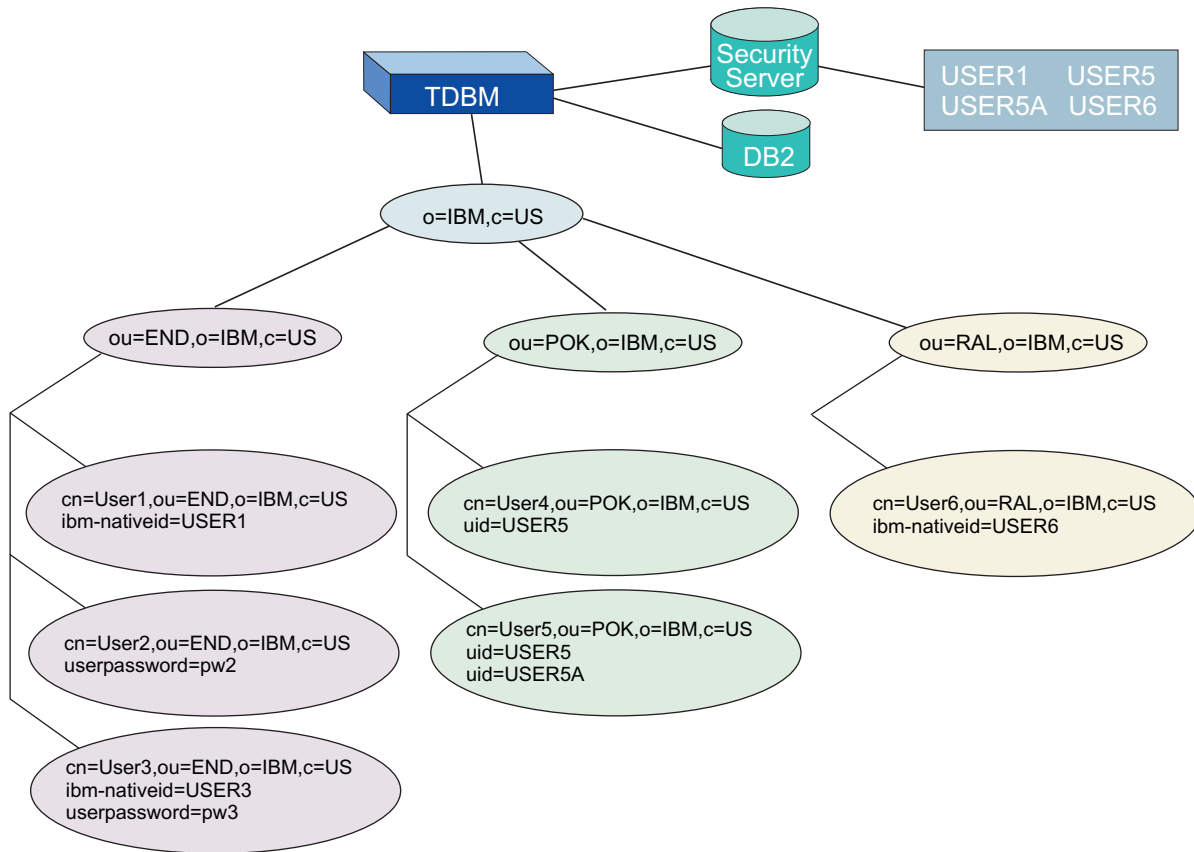 Security
Server
USER1 USER5
USER5A USER6
TDBM
DB2
o=IBM,c=US
ou=END,o=IBM,c=US
ou=POK,o=IBM,c=US
ou=RAL,o=IBM,c=US
cn=User1,ou=END,o=IBM,c=US
ibm-nativeid=USER1
cn=User4,ou=POK,o=IBM,c=US
uid=USER5
cn=User6,ou=RAL,o=IBM,c=US
ibm-nativeid=USER6
cn=User2,ou=END,o=IBM,c=US
userpassword=pw2
cn=User5,ou=POK,o=IBM,c=US
uid=USER5
uid=USER5A
cn=User3,ou=END,o=IBM,c=US
ibm-nativeid=USER3
userpassword=pw3